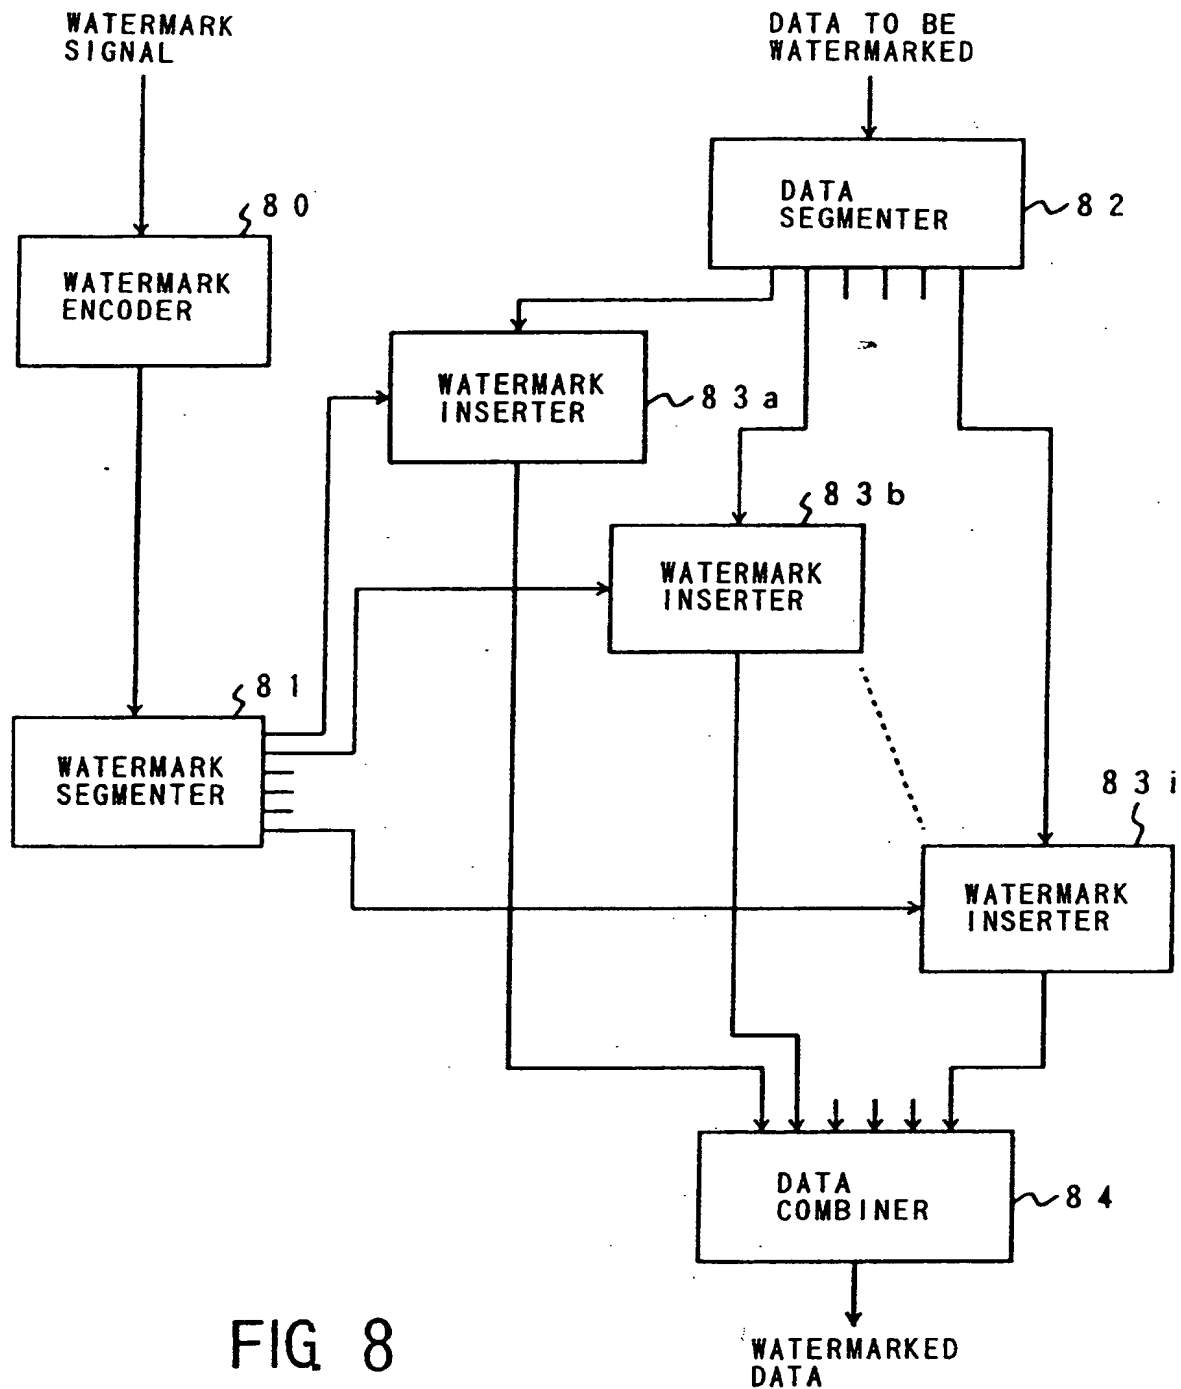 WATERMARK
SIGNAL
DATA TO BE
WATERMARKED
80
WATERMARK
ENCODER
DATA
SEGMENTER
82
WATERMARK
INSERTER
83a
83b
WATERMARK
INSERTER
81
WATERMARK
SEGMENTER
83i
WATERMARK
INSERTER
DATA
COMBINER
84
WATERMARKED
DATA
FIG. 8